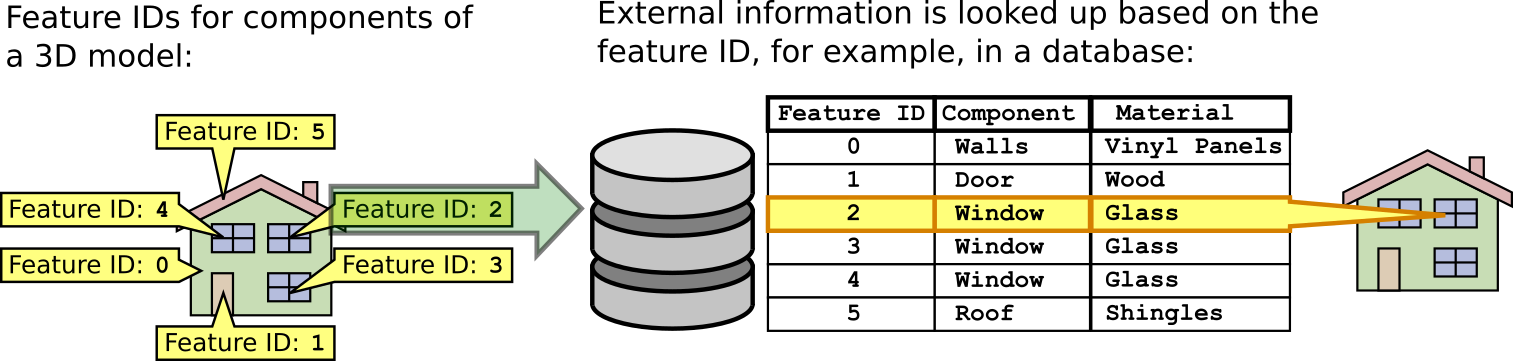 Feature IDs for components of
a 3D model:
External information is looked up based on the
feature ID, for example, in a database:
Feature ID: 5
Feature ID: 4
Feature ID: 2
Feature ID: 0
Feature ID: 3
Feature ID: 1
Feature ID Component Material
0 Walls Vinyl Panels
1 Door Wood
2 Window Glass
3 Window Glass
4 Window Glass
5 Roof Shingles